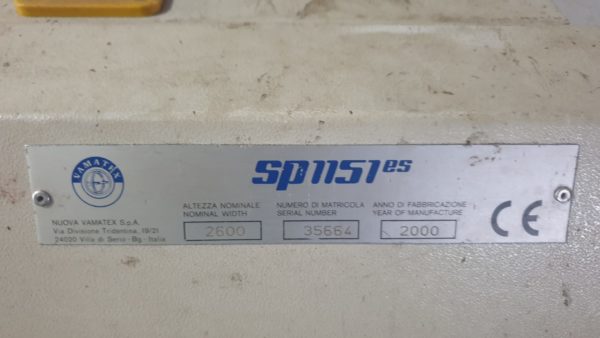 VAMATEX
SP1151es
NUOVA VAMATEX S.p.A.
Via Divisione Tridentina, 19/21
24020 Villa di Serio - Bg - Italia
ALTEZZA NOMINALE
NOMINAL WIDTH
2600
NUMERO DI MATRICOLA
SERIAL NUMBER
35664
ANNO DI FABBRICAZIONE
YEAR OF MANUFACTURE
2000
CE